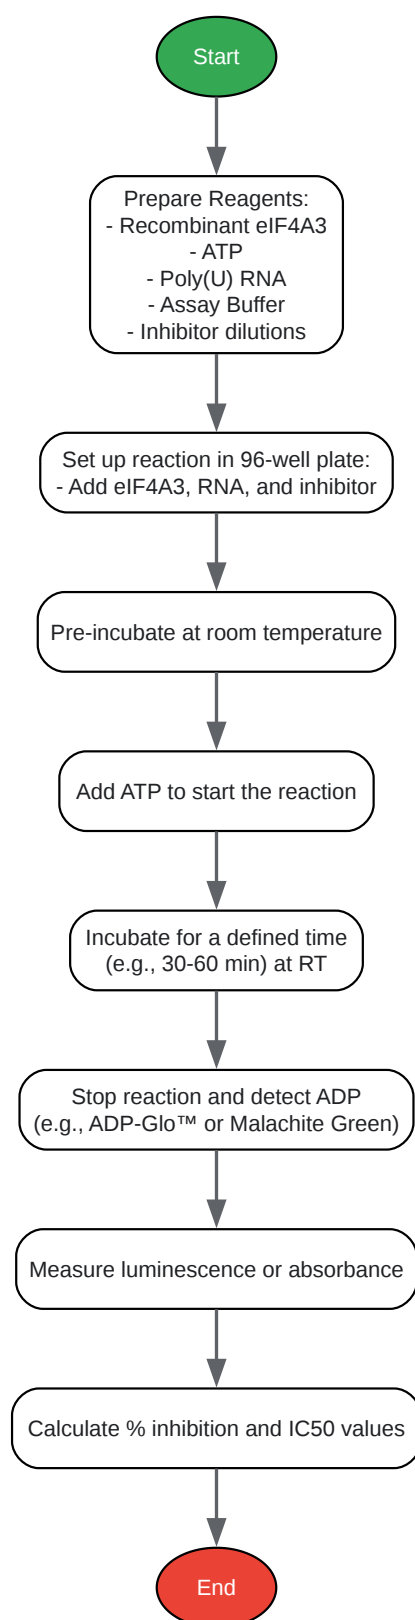 Start
Prepare Reagents:
- Recombinant eIF4A3
- ATP
- Poly(U) RNA
- Assay Buffer
- Inhibitor dilutions
Set up reaction in 96-well plate:
- Add eIF4A3, RNA, and inhibitor
Pre-incubate at room temperature
Add ATP to start the reaction
Incubate for a defined time
(e.g., 30-60 min) at RT
Stop reaction and detect ADP
(e.g., ADP-Glo™ or Malachite Green)
Measure luminescence or absorbance
Calculate % inhibition and IC50 values
End